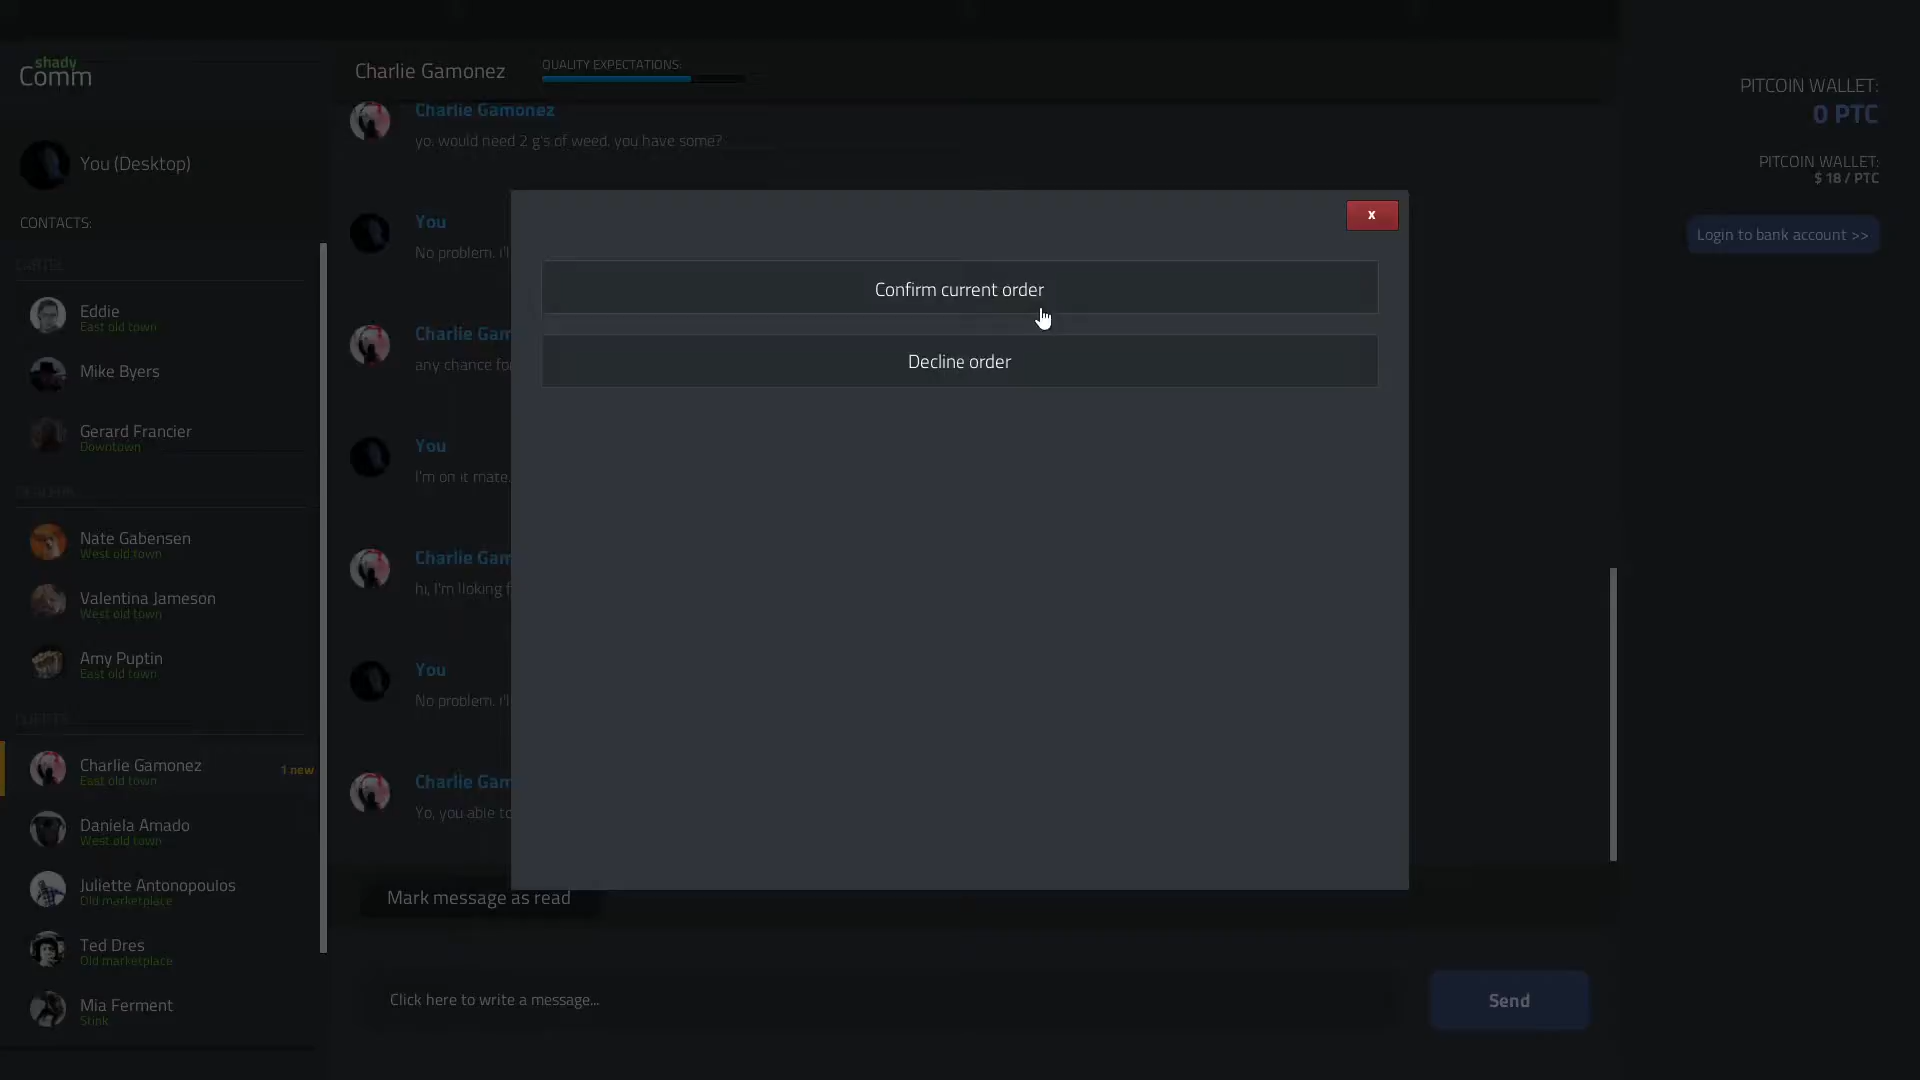 shady
Comm
You (Desktop)
CONTACTS:
CARTEL
Eddie
East old town
Mike Byers
Gerard Francier
Downtown
DEALERS
Nate Gabensen
West old town
Valentina Jameson
West old town
Amy Puptin
East old town
CLIENTS
Charlie Gamonez
East old town
1 new
Daniela Amado
West old town
Juliette Antonopoulos
Old marketplace
Ted Dres
Old marketplace
Mia Ferment
Stink
Charlie Gamonez
QUALITY EXPECTATIONS:
Charlie Gamonez
yo. would need 2 g's of weed. you have some?
You
No problem. i'l
Charlie Gam
any chance fo
You
I'm on it mate.
Charlie Gam
hi, I'm lloking f
You
No problem. i'l
Charlie Gam
Yo, you able to
Mark message as read
Click here to write a message...
Send
x
Confirm current order
Decline order
PITCOIN WALLET:
0 PTC
PITCOIN WALLET:
$ 18 / PTC
Login to bank account >>